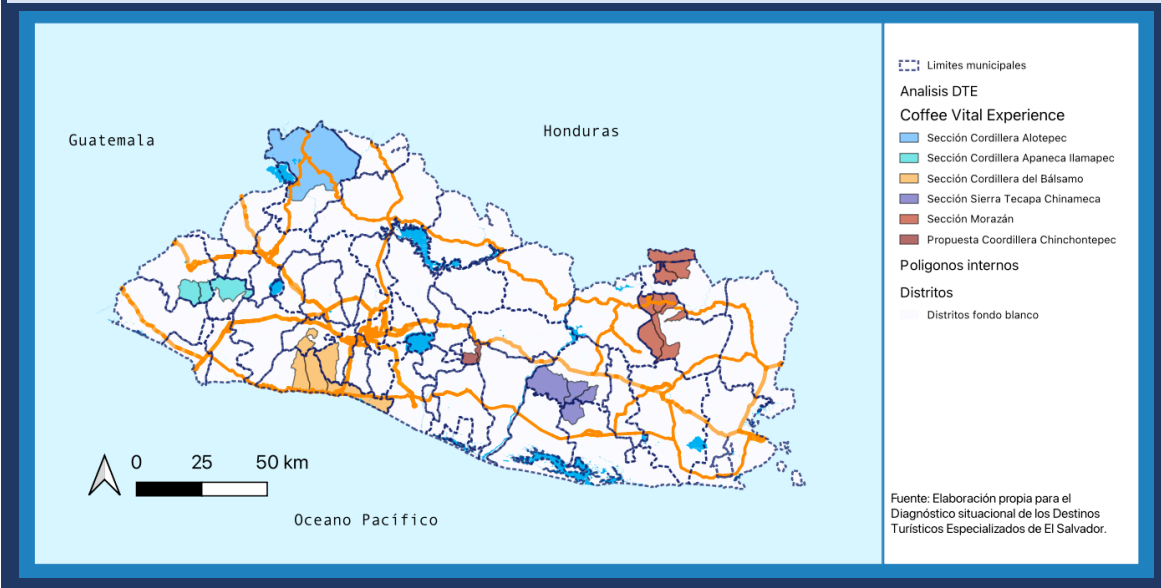 Guatemala
Honduras
0 25 50 km
Oceano Pacífico
Limites municipales
Analisis DTE
Coffee Vital Experience
Sección Cordillera Alotepec
Sección Cordillera Apaneca Ilamapec
Sección Cordillera del Bálsamo
Sección Sierra Tecapa Chinameca
Sección Morazán
Propuesta Coordillera Chinchontepec
Poligonos internos
Distritos
Distritos fondo blanco
Fuente: Elaboración propia para el
Diagnóstico situacional de los Destinos
Turísticos Especializados de El Salvador.